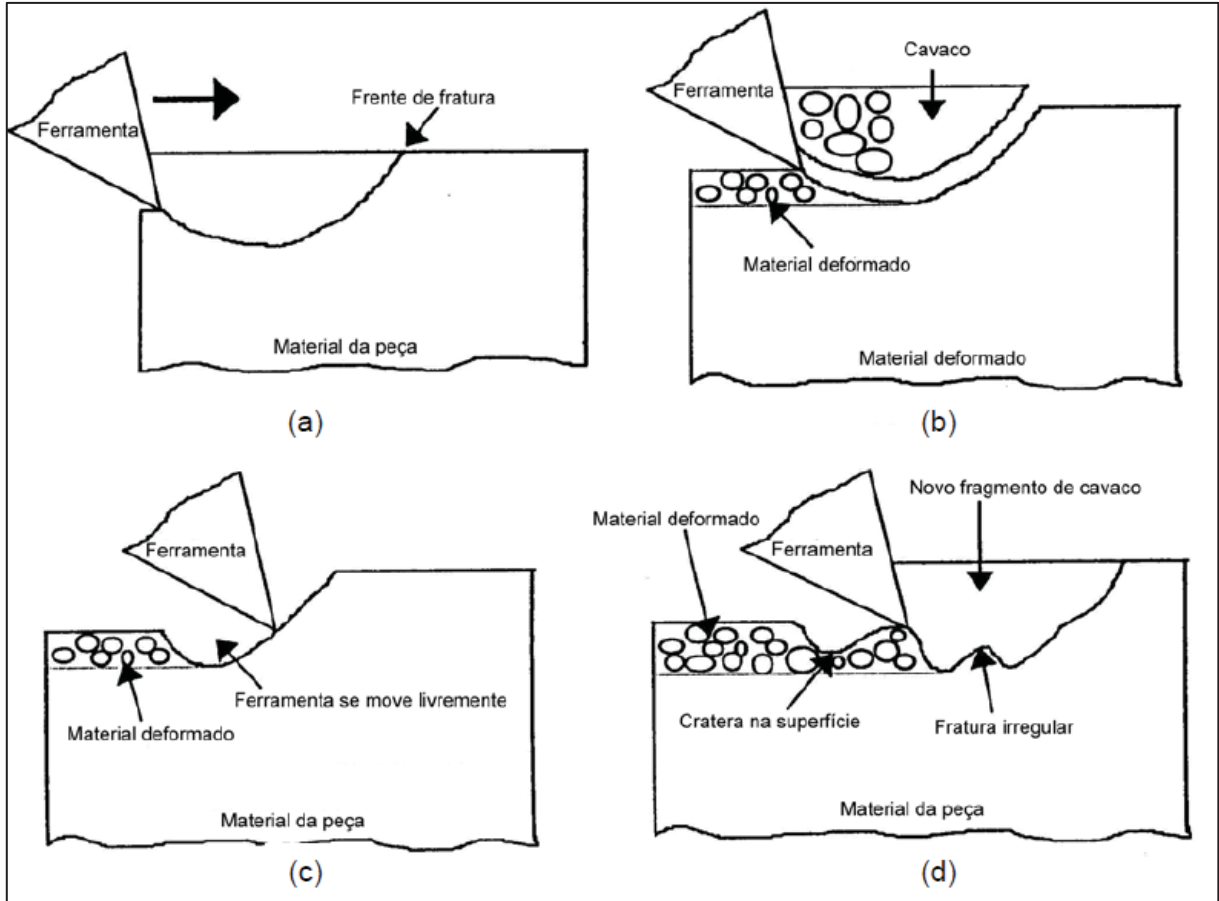 Ferramenta
Frente de fratura
Material da peça
(a)
Cavaco
Ferramenta
Material deformado
Material deformado
(b)
Ferramenta
Ferramenta se move livremente
Material deformado
Material da peça
(c)
Novo fragmento de cavaco
Material deformado
Ferramenta
Cratera na superfície
Fratura irregular
Material da peça
(d)